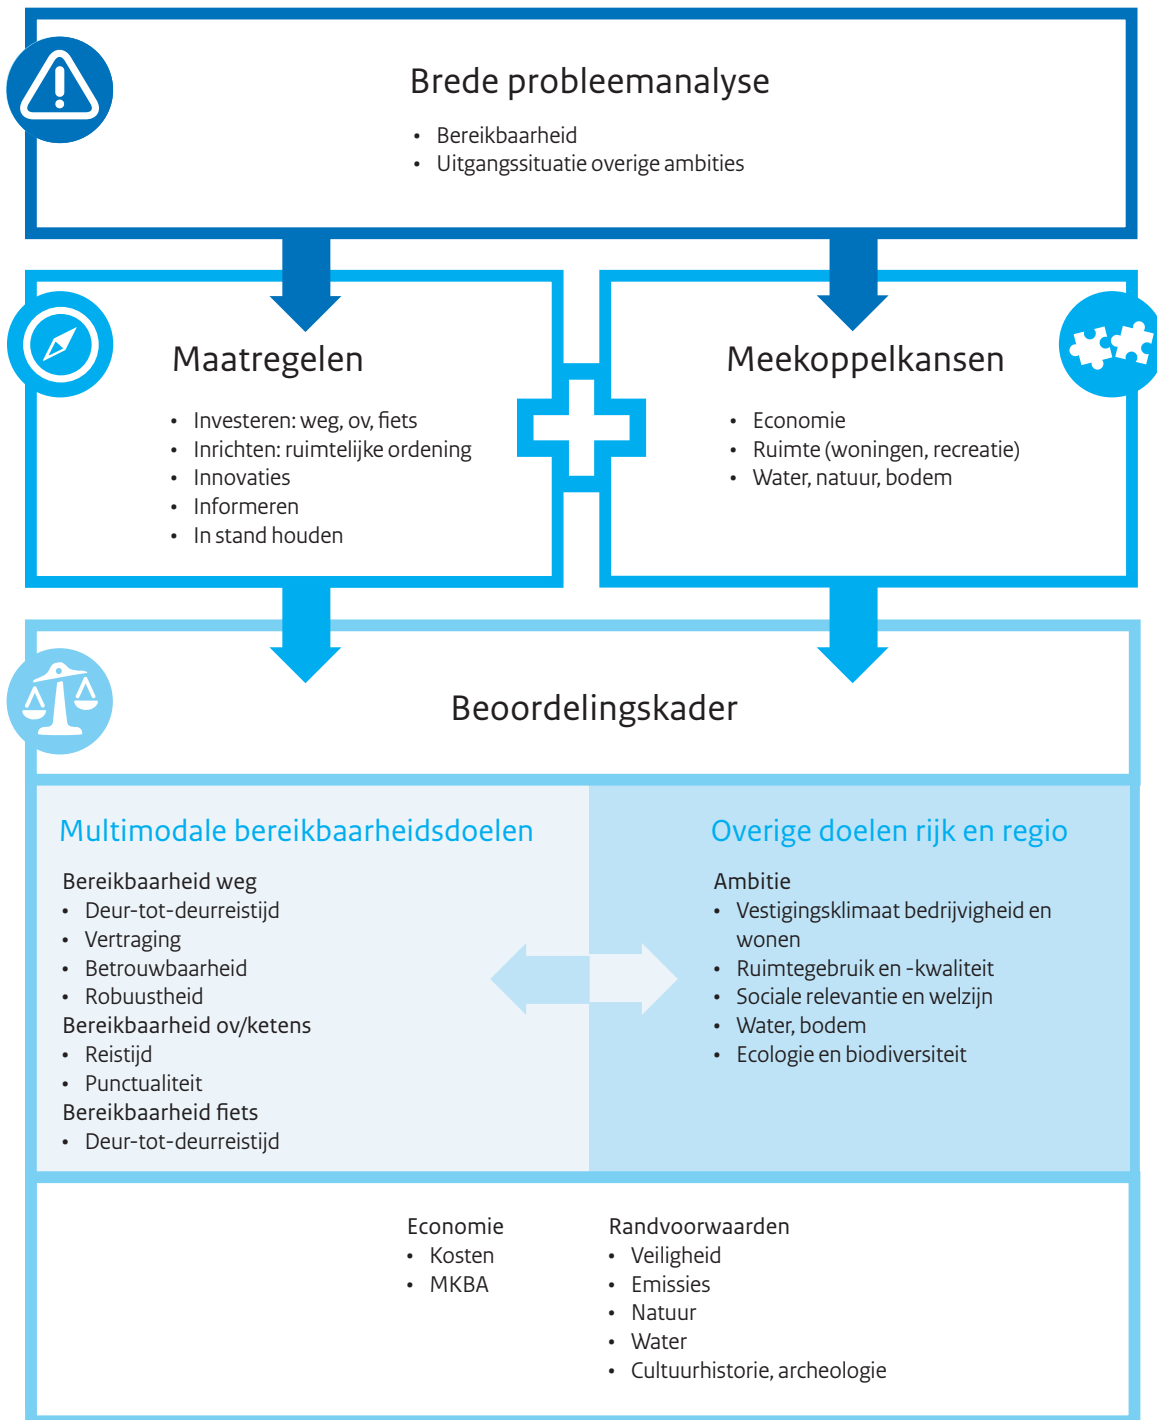 Brede probleemanalyse
• Bereikbaarheid
• Uitgangssituatie overige ambities
Maatregelen
• Investeren: weg, ov, fiets
• Inrichten: ruimtelijke ordening
• Innovaties
• Informeren
• In stand houden
Meekoppelkansen
• Economie
• Ruimte (woningen, recreatie)
• Water, natuur, bodem
Beoordelingskader
Multimodale bereikbaarheidsdoelen
Bereikbaarheid weg
• Deur-tot-deurreistijd
• Vertraging
• Betrouwbaarheid
• Robuustheid
Bereikbaarheid ov/ketens
• Reistijd
• Punctualiteit
Bereikbaarheid fiets
• Deur-tot-deurreistijd
Overige doelen rijk en regio
Ambitie
• Vestigingsklimaat bedrijvigheid en
wonen
• Ruimtegebruik en -kwaliteit
• Sociale relevantie en welzijn
• Water, bodem
• Ecologie en biodiversiteit
Economie
• Kosten
• MKBA
Randvoorwaarden
• Veiligheid
• Emissies
• Natuur
• Water
• Cultuurhistorie, archeologie